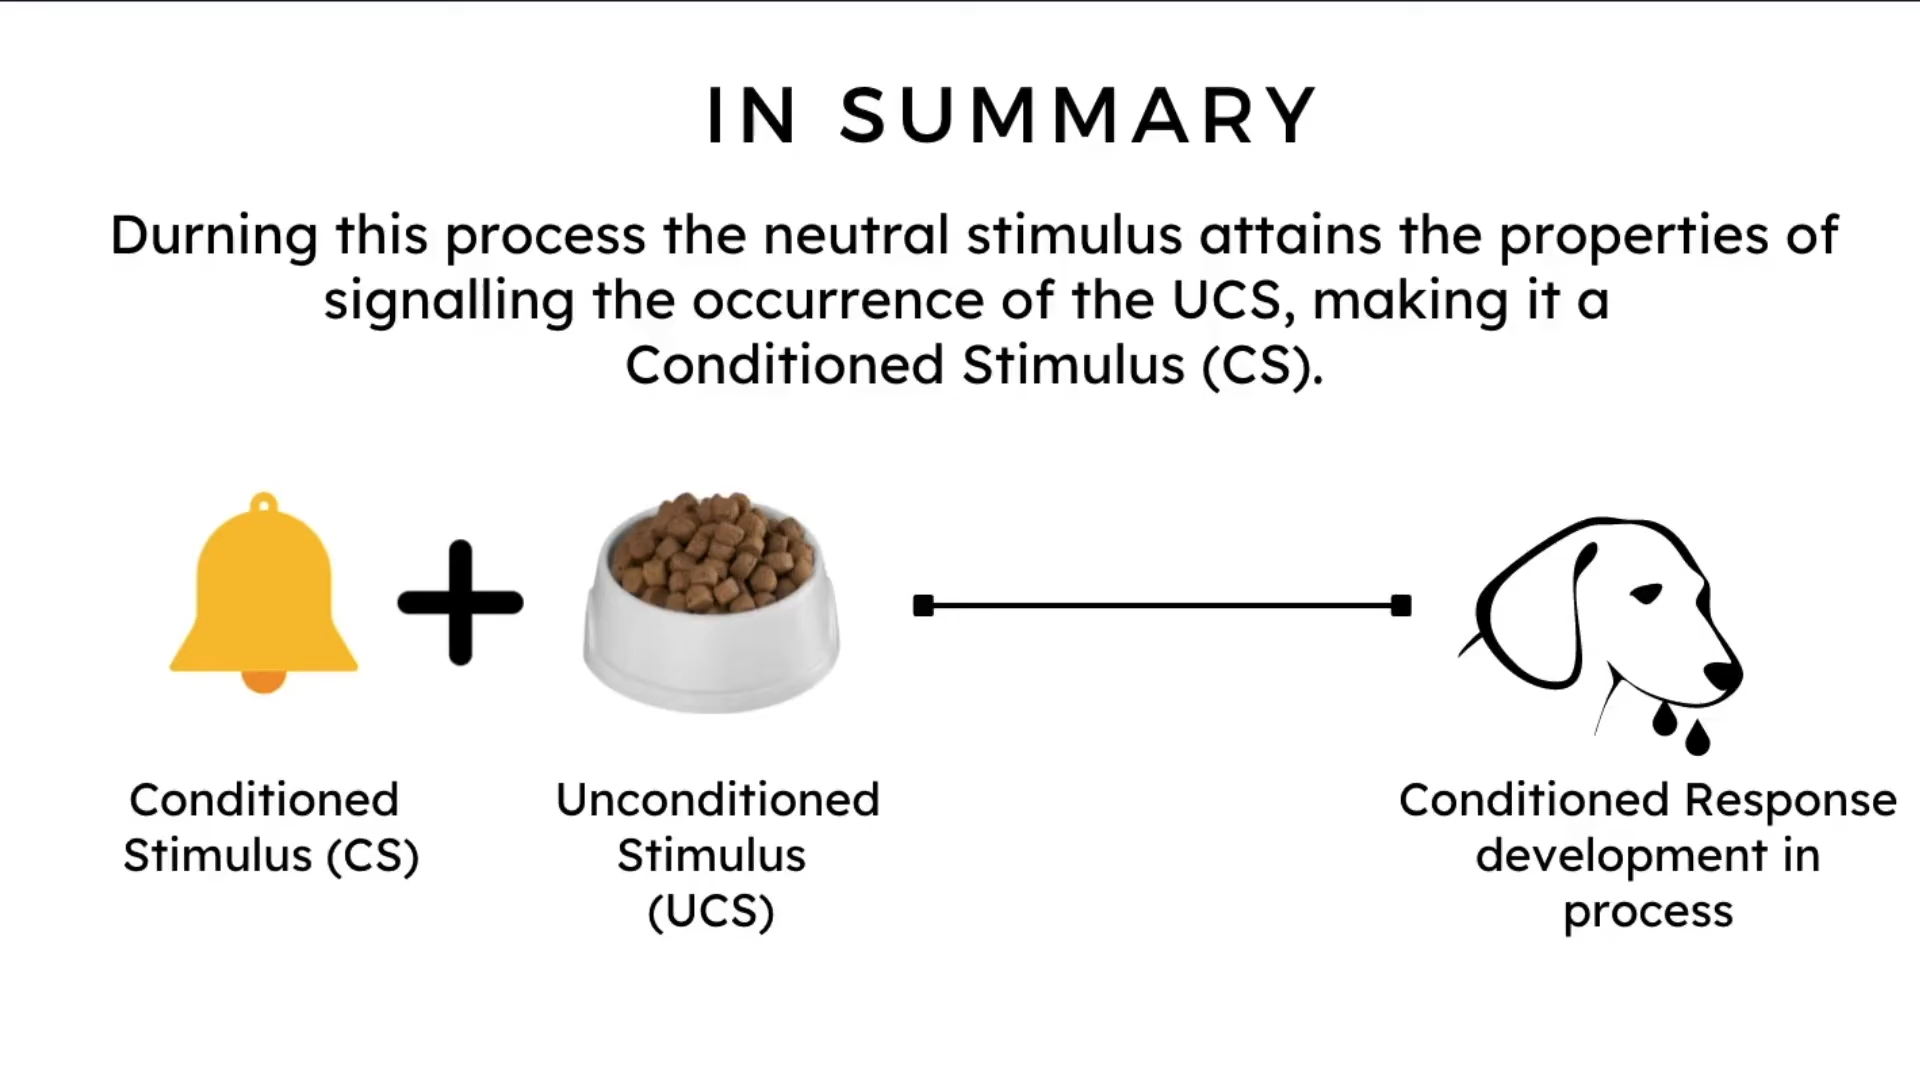 IN SUMMARY
Durning this process the neutral stimulus attains the properties of
signalling the occurrence of the UCS, making it a
Conditioned Stimulus (CS).
Conditioned
Stimulus (CS)
Unconditioned
Stimulus
(UCS)
Conditioned Response
development in
process